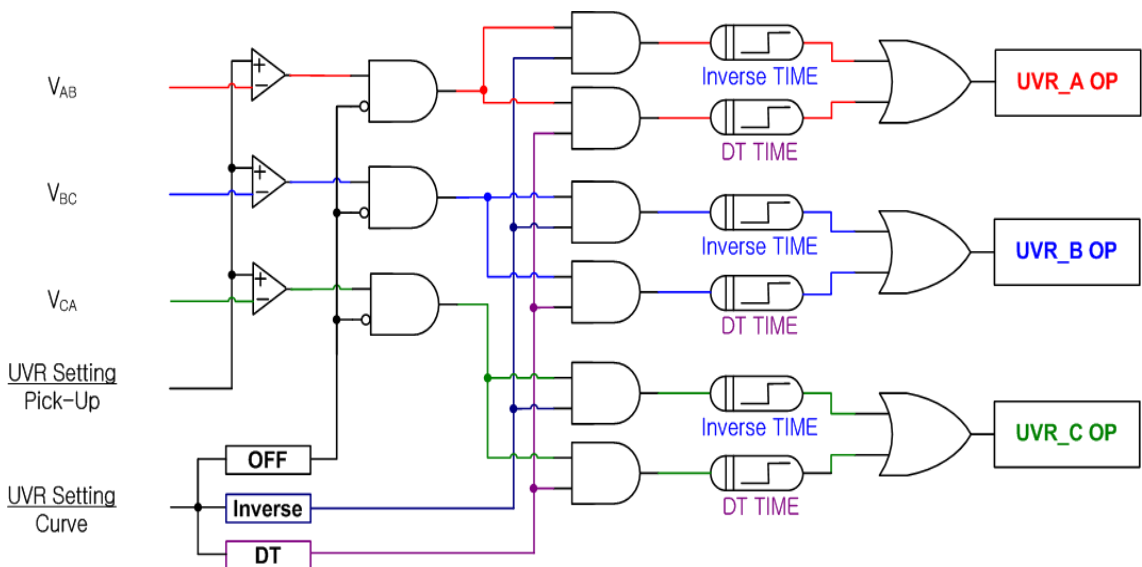 VAB
+
−
Inverse TIME
UVR_A OP
DT TIME
VBC
+
−
Inverse TIME
UVR_B OP
DT TIME
VCA
+
−
UVR Setting
Pick-Up
Inverse TIME
UVR_C OP
DT TIME
OFF
UVR Setting
Curve
Inverse
DT